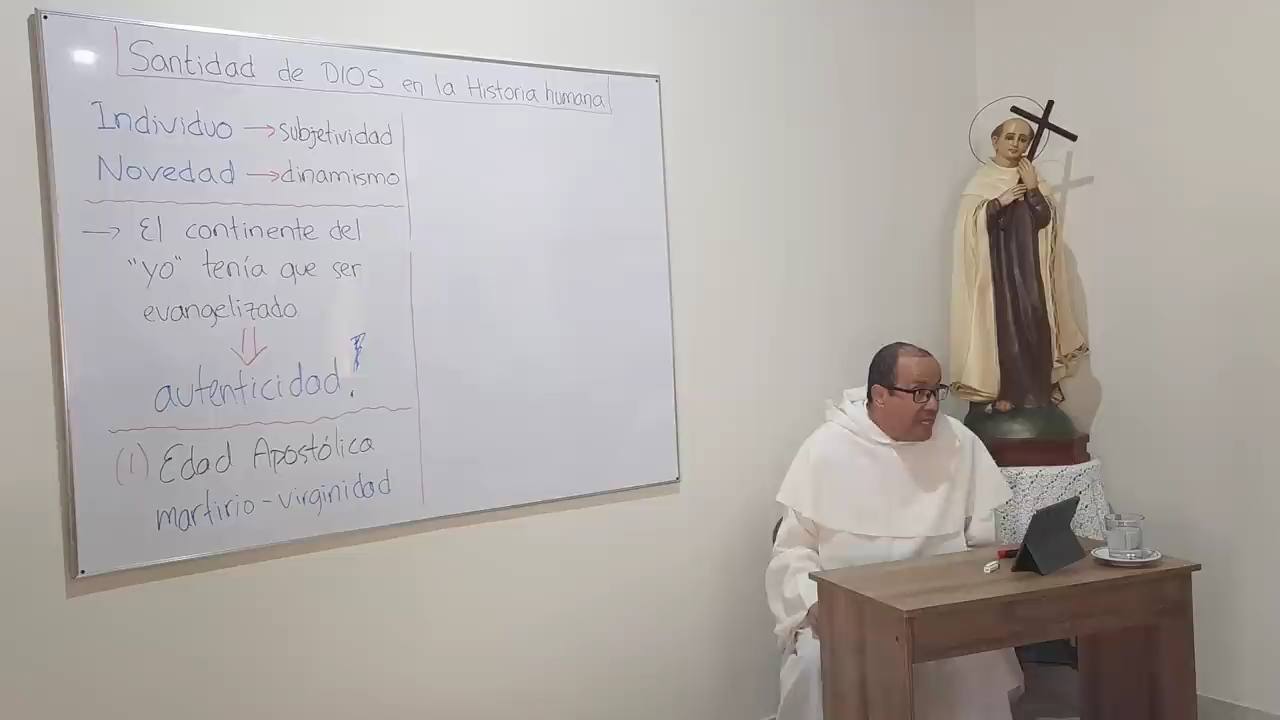 Santidad de DIOS en la Historia humana
Individuo → subjetividad
Novedad → dinamismo
→ El continente del
"yo" tenía que ser
evangelizado
autenticidad!
(1) Edad Apostólica
martirio - virginidad